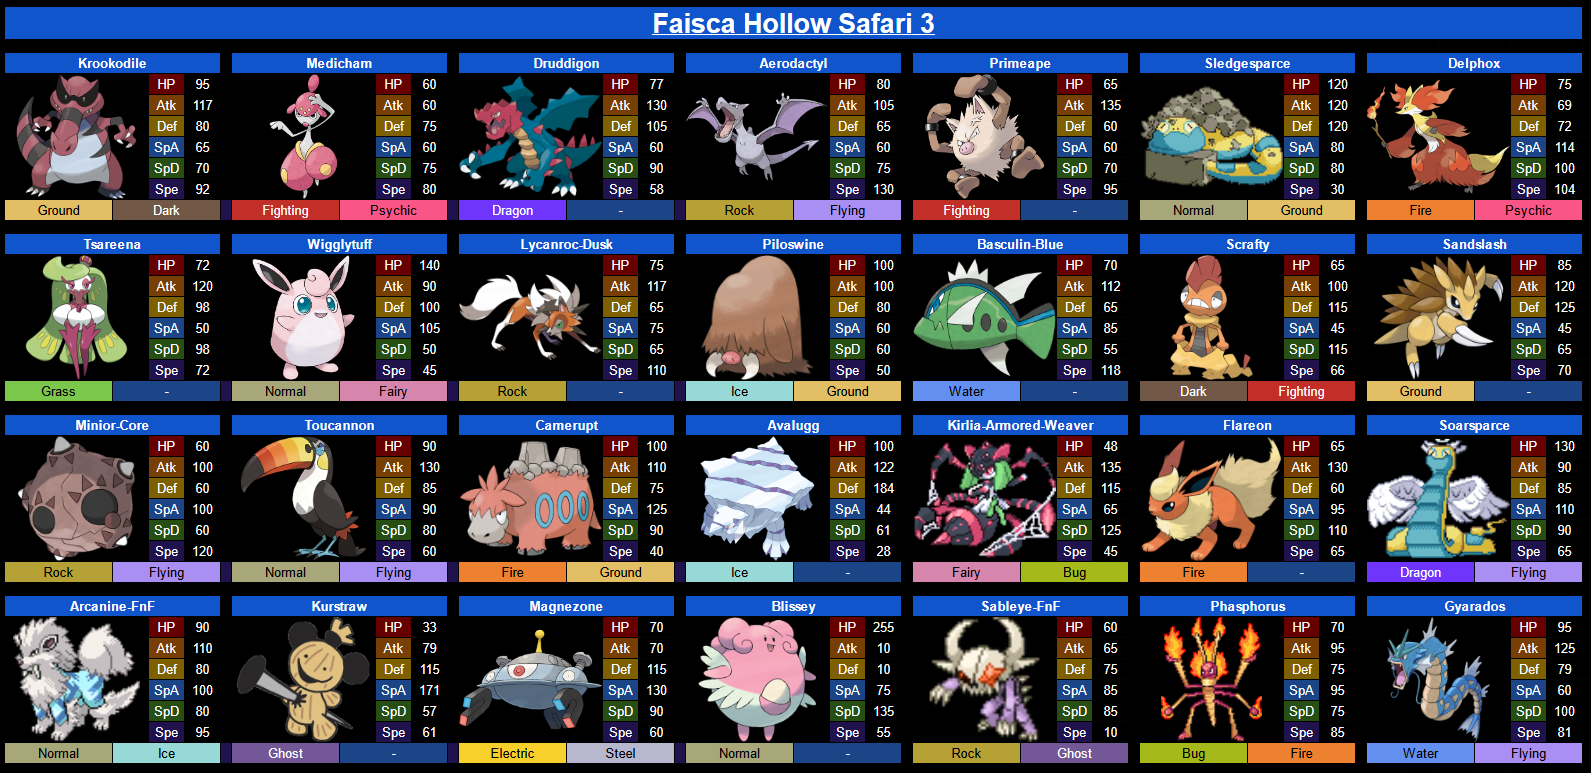 Faisca Hollow Safari 3
Krookodile Medicham Druddigon Aerodactyl Primeape Sledgesparce Delphox
HP 95 HP 60 HP 77 HP 80 HP 65 HP 120 HP 75
Atk 117 Atk 60 Atk 130 Atk 105 Atk 135 Atk 120 Atk 69
Def 80 Def 75 Def 105 Def 65 Def 60 Def 120 Def 72
SpA 65 SpA 60 SpA 60 SpA 60 SpA 60 SpA 80 SpA 114
SpD 70 SpD 75 SpD 90 SpD 75 SpD 70 SpD 80 SpD 100
Spe 92 Spe 80 Spe 58 Spe 130 Spe 95 Spe 30 Spe 104
Ground Dark Fighting Psychic Dragon - Rock Flying Fighting - Normal Ground Fire Psychic
Tsareena Wigglytuff Lycanroc-Dusk Piloswine Basculin-Blue Scrafty Sandslash
HP 72 HP 140 HP 75 HP 100 HP 70 HP 65 HP 85
Atk 120 Atk 90 Atk 117 Atk 100 Atk 112 Atk 100 Atk 120
Def 98 Def 100 Def 65 Def 80 Def 65 Def 115 Def 125
SpA 50 SpA 105 SpA 75 SpA 60 SpA 85 SpA 45 SpA 45
SpD 98 SpD 50 SpD 65 SpD 60 SpD 55 SpD 115 SpD 65
Spe 72 Spe 45 Spe 110 Spe 50 Spe 118 Spe 66 Spe 70
Grass - Normal Fairy Rock - Ice Ground Water - Dark Fighting Ground -
Minior-Core Toucannon Camerupt Avalugg Kirlia-Armored-Weaver Flareon Soarsparce
HP 60 HP 90 HP 100 HP 100 HP 48 HP 65 HP 130
Atk 100 Atk 130 Atk 110 Atk 122 Atk 135 Atk 130 Atk 90
Def 60 Def 85 Def 75 Def 184 Def 115 Def 60 Def 85
SpA 100 SpA 90 SpA 125 SpA 44 SpA 65 SpA 95 SpA 110
SpD 60 SpD 80 SpD 90 SpD 61 SpD 125 SpD 110 SpD 90
Spe 120 Spe 60 Spe 40 Spe 28 Spe 45 Spe 65 Spe 65
Rock Flying Normal Flying Fire Ground Ice - Fairy Bug Fire - Dragon Flying
Arcanine-FnF Kurstraw Magnezone Blissey Sableye-FnF Phasphorus Gyarados
HP 90 HP 33 HP 70 HP 255 HP 60 HP 70 HP 95
Atk 110 Atk 79 Atk 70 Atk 10 Atk 65 Atk 95 Atk 125
Def 80 Def 115 Def 115 Def 10 Def 75 Def 75 Def 79
SpA 100 SpA 171 SpA 130 SpA 75 SpA 85 SpA 95 SpA 60
SpD 80 SpD 57 SpD 90 SpD 135 SpD 85 SpD 75 SpD 100
Spe 95 Spe 61 Spe 60 Spe 55 Spe 10 Spe 85 Spe 81
Normal Ice Ghost - Electric Steel Normal - Rock Ghost Bug Fire Water Flying